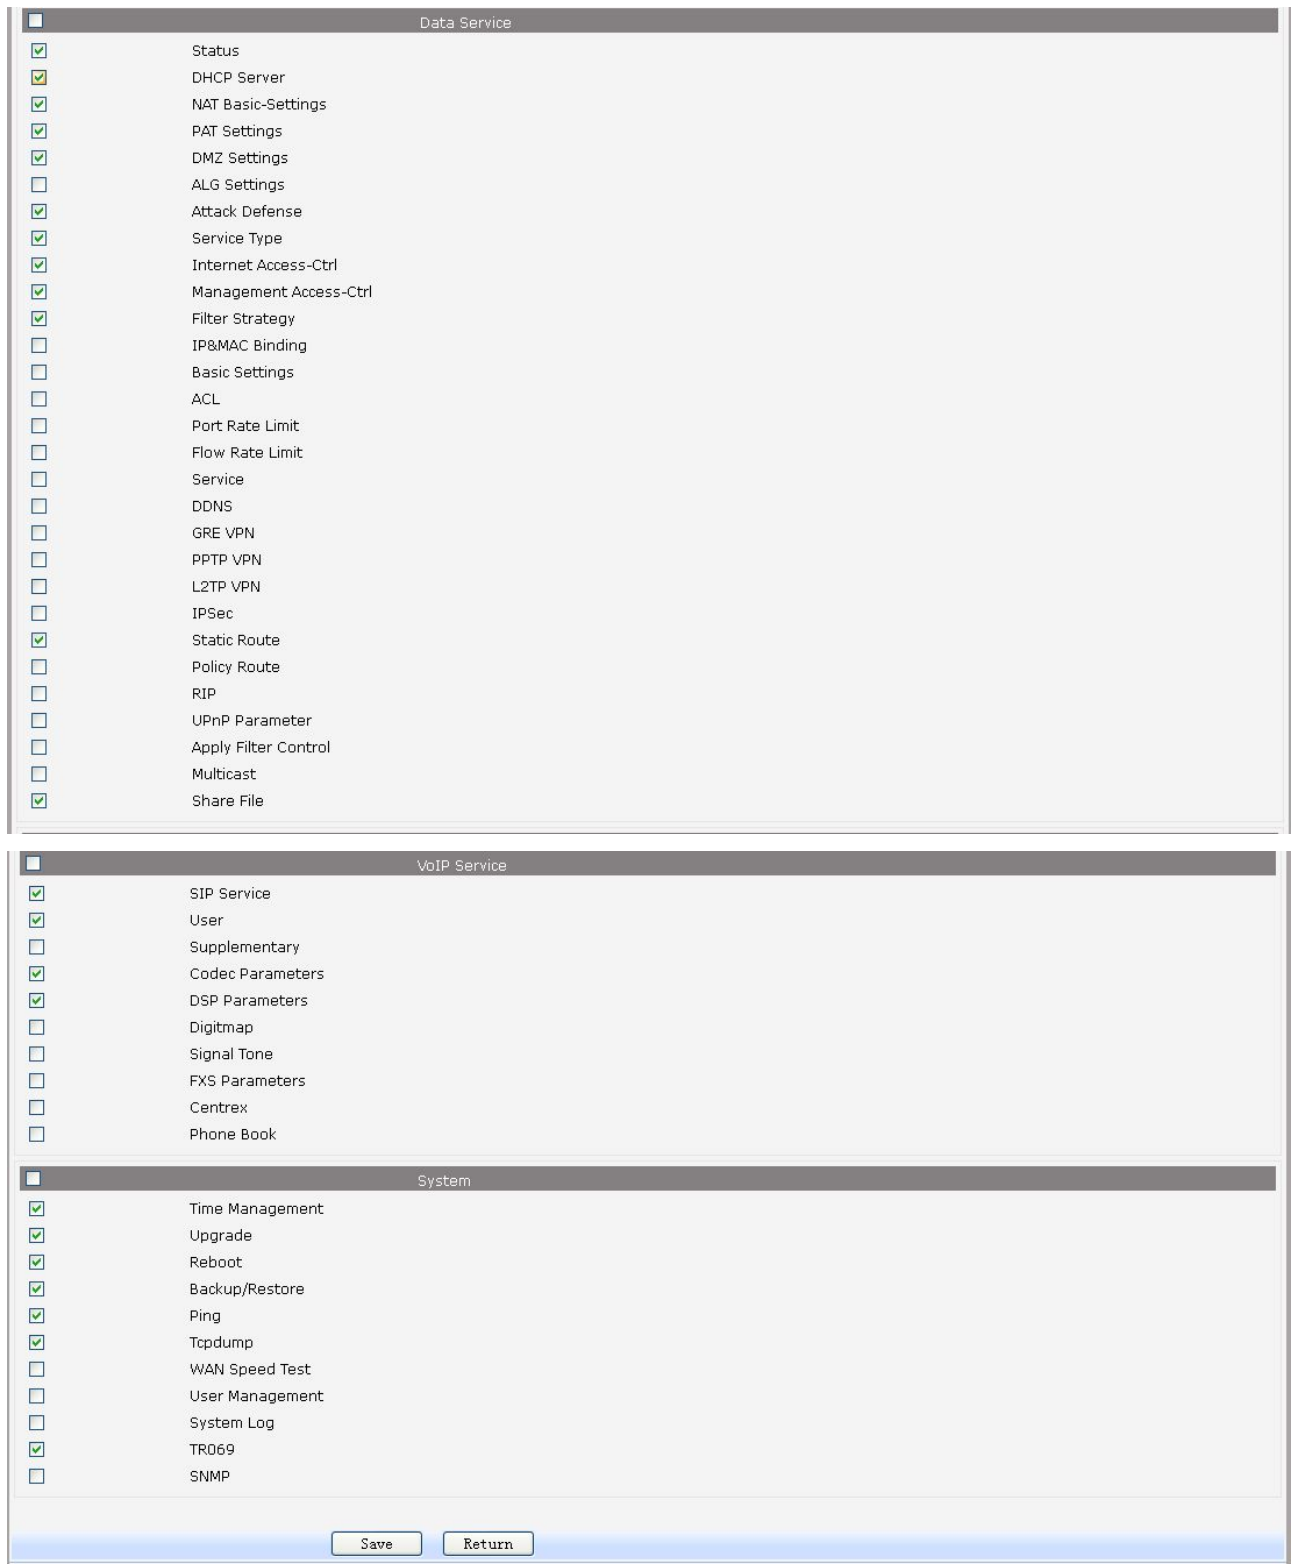 Data Service
Status
DHCP Server
NAT Basic-Settings
PAT Settings
DMZ Settings
ALG Settings
Attack Defense
Service Type
Internet Access-Ctrl
Management Access-Ctrl
Filter Strategy
IP&MAC Binding
Basic Settings
ACL
Port Rate Limit
Flow Rate Limit
Service
DDNS
GRE VPN
PPTP VPN
L2TP VPN
IPSec
Static Route
Policy Route
RIP
UPnP Parameter
Apply Filter Control
Multicast
Share File
VoIP Service
SIP Service
User
Supplementary
Codec Parameters
DSP Parameters
Digitmap
Signal Tone
FXS Parameters
Centrex
Phone Book
System
Time Management
Upgrade
Reboot
Backup/Restore
Ping
Tcpdump
WAN Speed Test
User Management
System Log
TR069
SNMP
Save Return